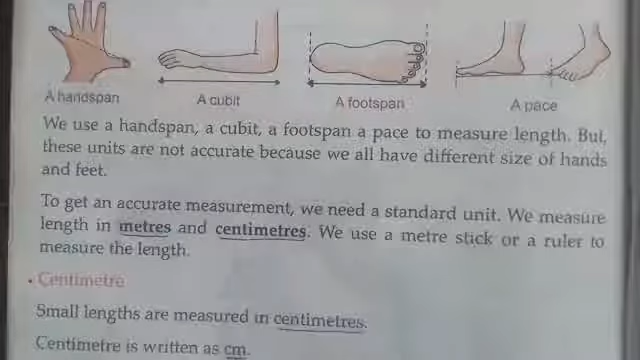 A handspan A cubit A footspan A pace
We use a handspan, a cubit, a footspan a pace to measure length. But,
these units are not accurate because we all have different size of hands
and feet.
To get an accurate measurement, we need a standard unit. We measure
length in metres and centimetres. We use a metre stick or a ruler to
measure the length.
• Centimetre
Small lengths are measured in centimetres.
Centimetre is written as cm.